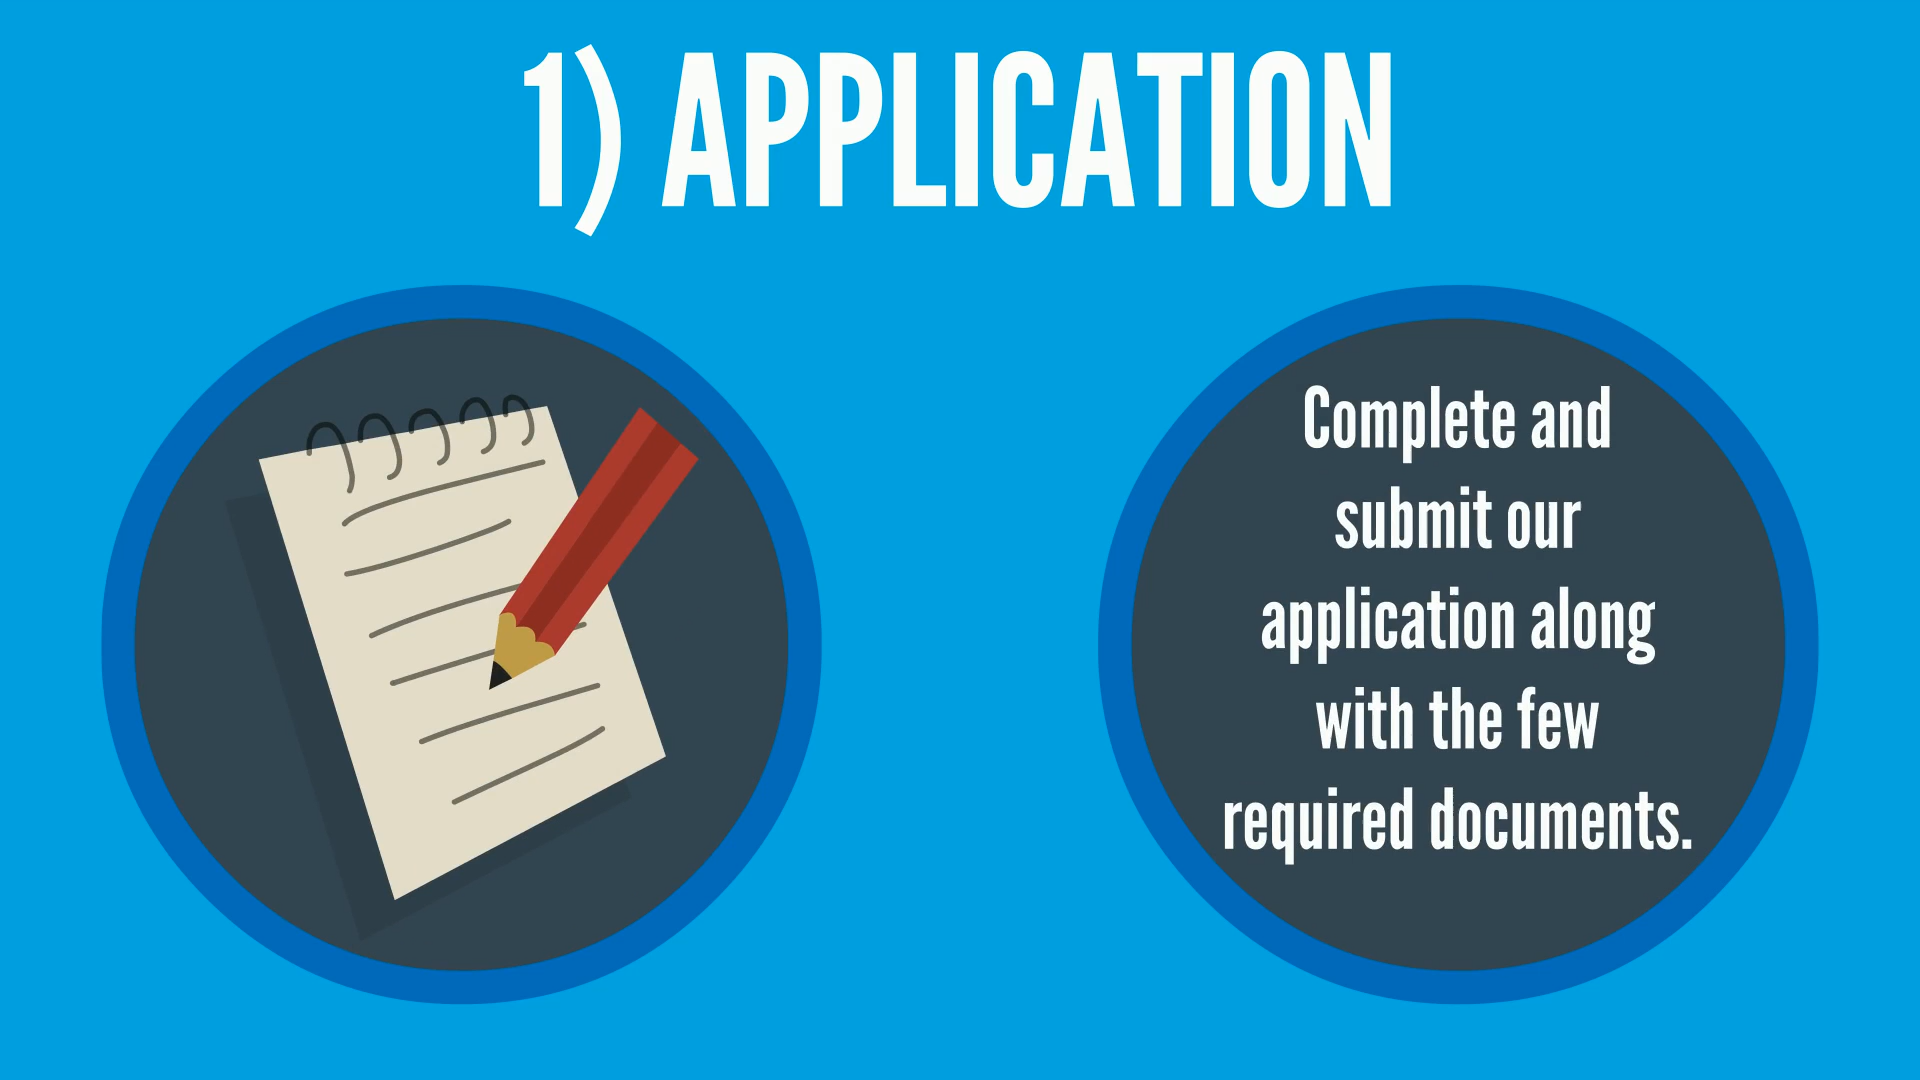 1) APPLICATION
Complete and
submit our
application along
with the few
required documents.